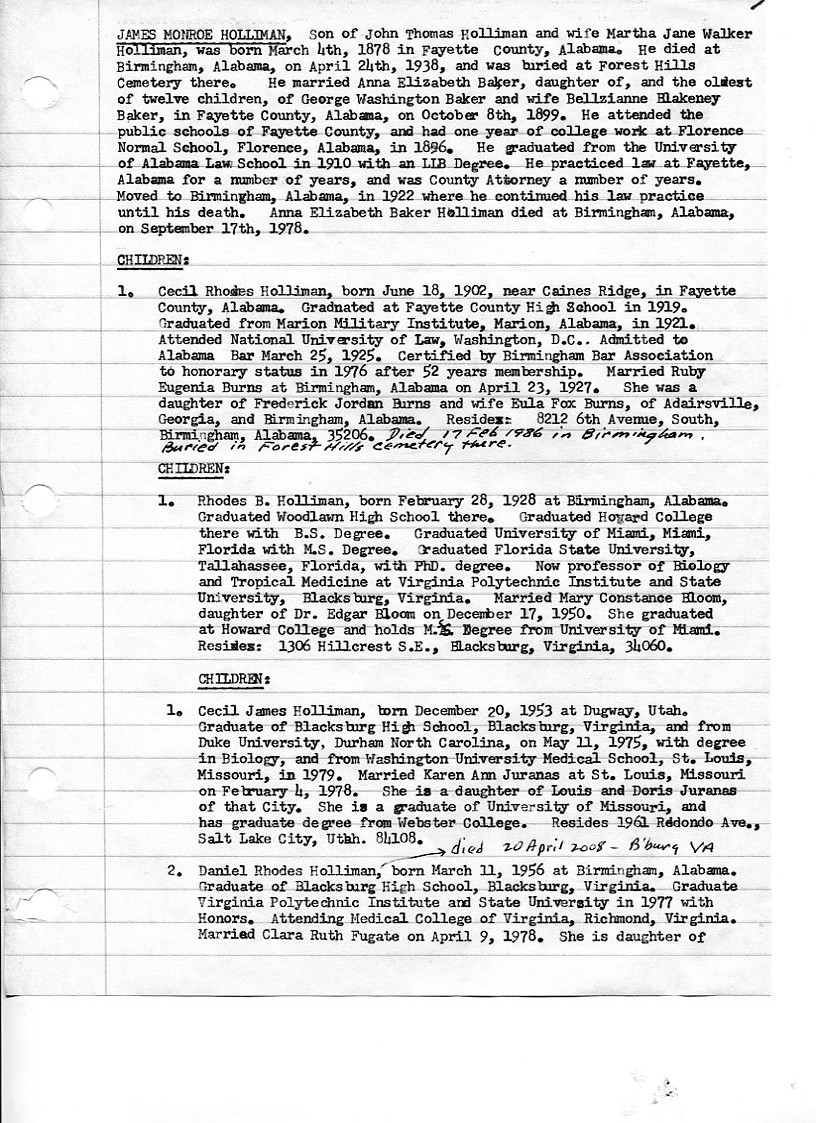 JAMES MONROE HOLLIMAN, Son of John Thomas Holliman and wife Martha Jane Walker
Holliman, was born March 4th, 1878 in Fayette County, Alabama. He died at
Birmingham, Alabama, on April 24th, 1938, and was buried at Forest Hills
Cemetery there. He married Anna Elizabeth Baker, daughter of, and the oldest
of twelve children, of George Washington Baker and wife Bellzianne Blakeney
Baker, in Fayette County, Alabama, on October 8th, 1899. He attended the
public schools of Fayette County, and had one year of college work at Florence
Normal School, Florence, Alabama, in 1896. He graduated from the University
of Alabama Law School in 1910 with an LlB Degree. He practiced law at Fayette,
Alabama for a number of years, and was County Attorney a number of years.
Moved to Birmingham, Alabama, in 1922 where he continued his law practice
until his death. Anna Elizabeth Baker Holliman died at Birmingham, Alabama,
on September 17th, 1978.
CHILDREN:
1. Cecil Rhodes Holliman, born June 18, 1902, near Caines Ridge, in Fayette
County, Alabama. Gradnated at Fayette County High School in 1919.
Graduated from Marion Military Institute, Marion, Alabama, in 1921.
Attended National University of Law, Washington, D.C.. Admitted to
Alabama Bar March 25, 1925. Certified by Birmingham Bar Association
to honorary status in 1976 after 52 years membership. Married Ruby
Eugenia Burns at Birmingham, Alabama on April 23, 1927. She was a
daughter of Frederick Jordan Burns and wife Eula Fox Burns, of Adairsville,
Georgia, and Birmingham, Alabama. Resides: 8212 6th Avenue, South,
Birmingham, Alabama, 35206. Died 17 Feb 1986 in Birmingham.
Buried in Forest Hills cemetery there.
CHILDREN:
1. Rhodes B. Holliman, born February 28, 1928 at Birmingham, Alabama.
Graduated Woodlawn High School there. Graduated Howard College
there with B.S. Degree. Graduated University of Miami, Miami,
Florida with M.S. Degree. Graduated Florida State University,
Tallahassee, Florida, with PhD. degree. Now professor of Biology
and Tropical Medicine at Virginia Polytechnic Institute and State
University, Blacksburg, Virginia. Married Mary Constance Bloom,
daughter of Dr. Edgar Bloom on December 17, 1950. She graduated
at Howard College and holds M.S. Degree from University of Miami.
Resides: 1306 Hillcrest S.E., Blacksburg, Virginia, 34060.
CHILDREN:
1. Cecil James Holliman, born December 20, 1953 at Dugway, Utah.
Graduate of Blacksburg High School, Blacksburg, Virginia, and from
Duke University, Durham North Carolina, on May 11, 1975, with degree
in Biology, and from Washington University Medical School, St. Louis,
Missouri, in 1979. Married Karen Ann Juranas at St. Louis, Missouri
on February 4, 1978. She is a daughter of Louis and Doris Juranas
of that City. She is a graduate of University of Missouri, and
has graduate degree from Webster College. Resides 1961 Redondo Ave.,
Salt Lake City, Utah. 84108.
died 20 April 2008 - B'burg VA
2. Daniel Rhodes Holliman, born March 11, 1956 at Birmingham, Alabama.
Graduate of Blacksburg High School, Blacksburg, Virginia. Graduate
Virginia Polytechnic Institute and State University in 1977 with
Honors. Attending Medical College of Virginia, Richmond, Virginia.
Married Clara Ruth Fugate on April 9, 1978. She is daughter of